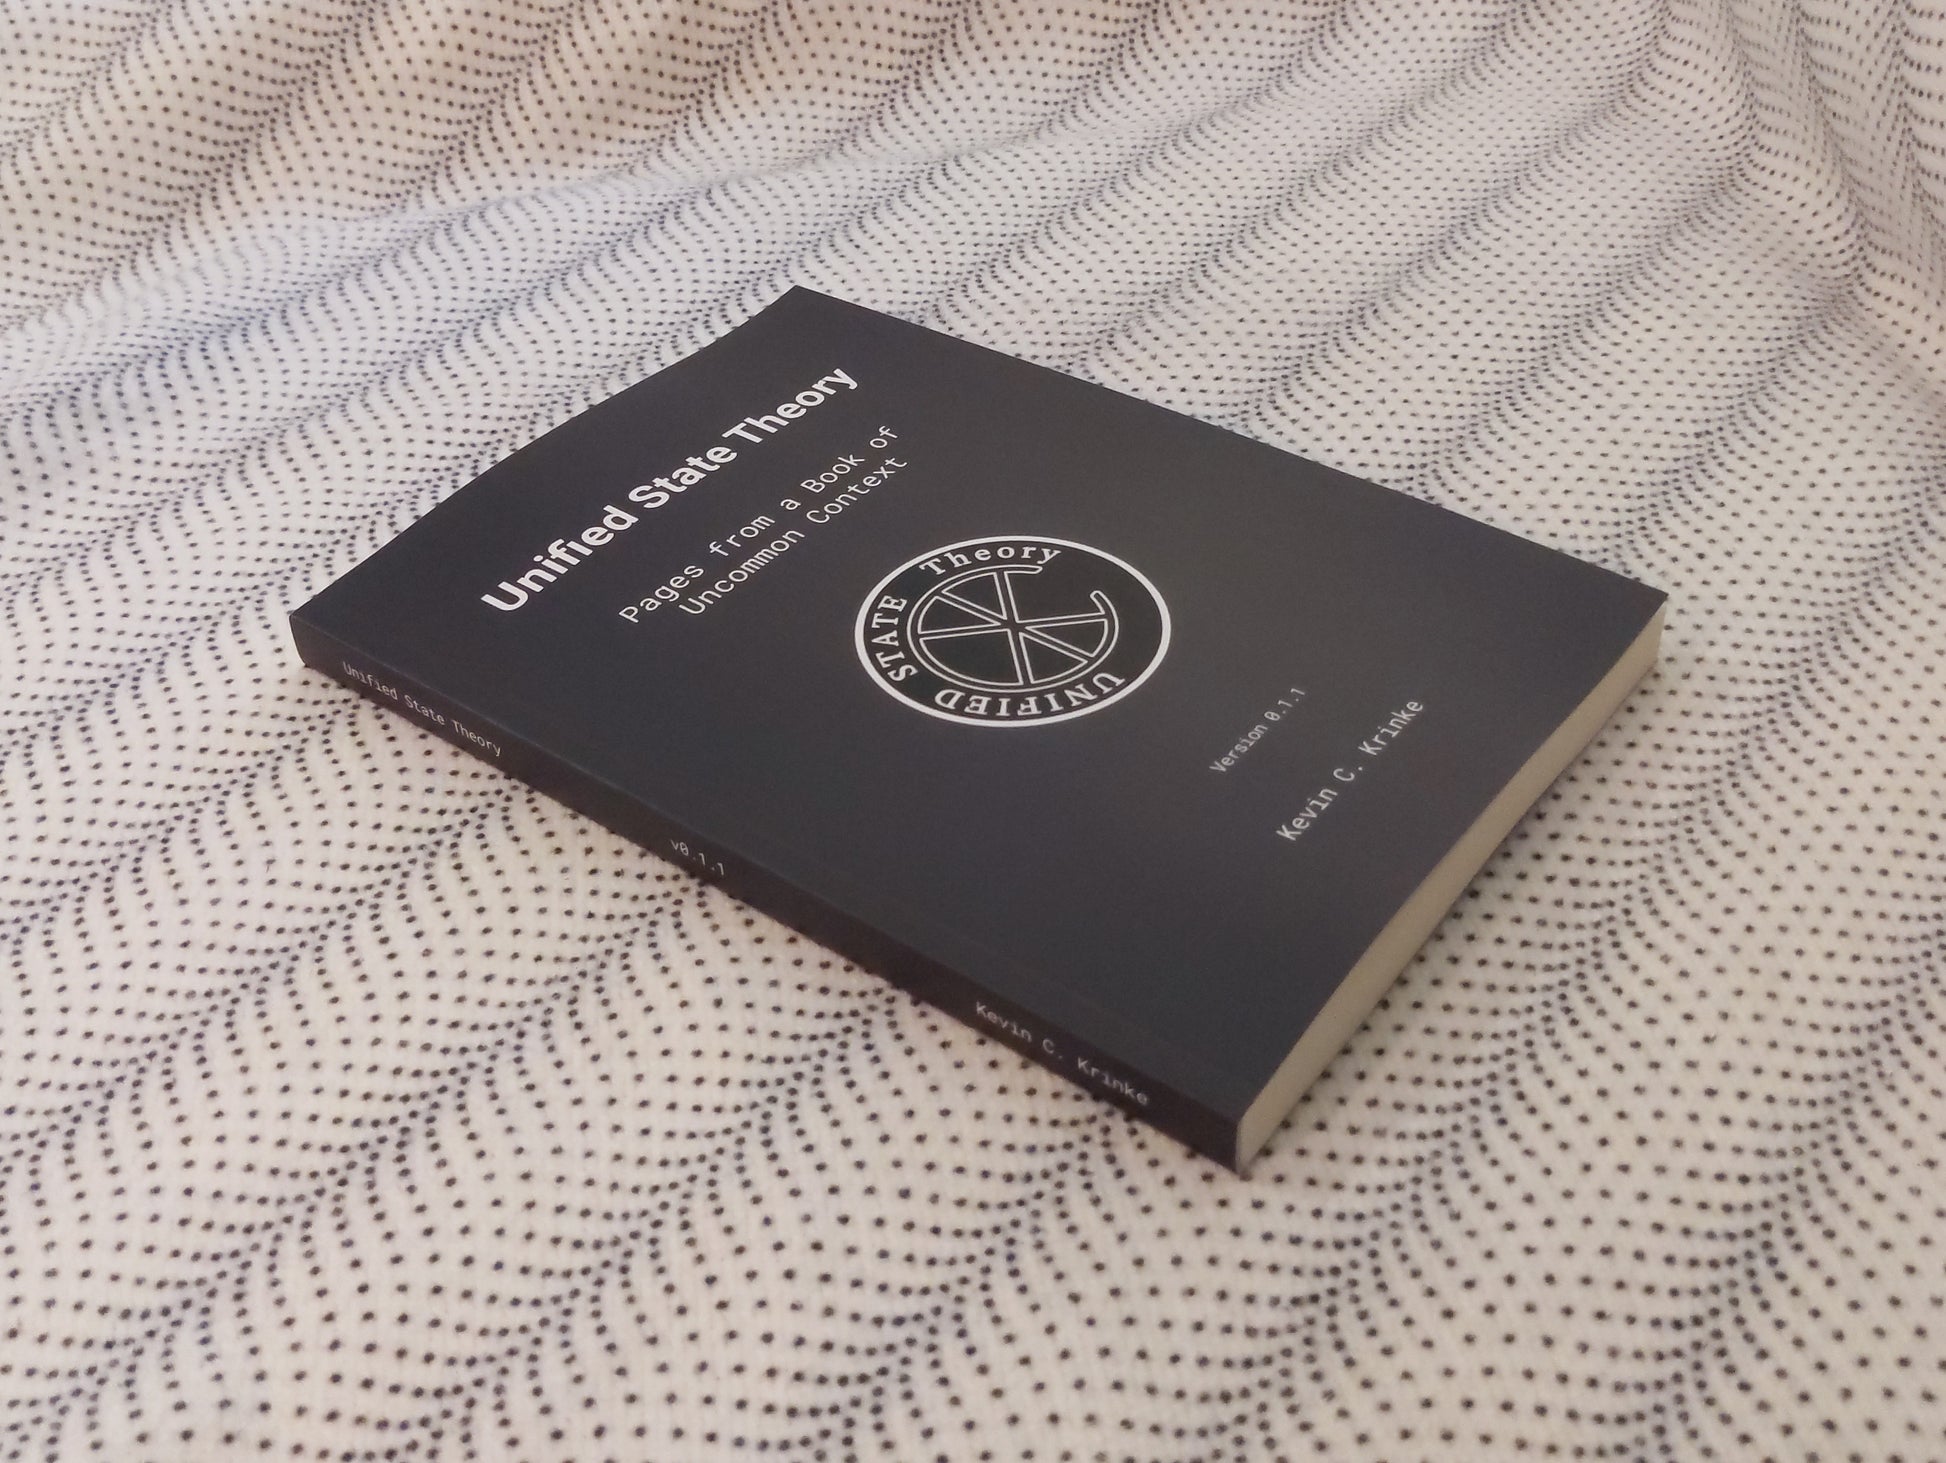 Unified State Theory
Pages from a Book of
Uncommon Context
UNIFIED STATE Theory
Version 0.1.1
Kevin C. Krinke
Unified State Theory
v0.1.1
Kevin C. Krinke